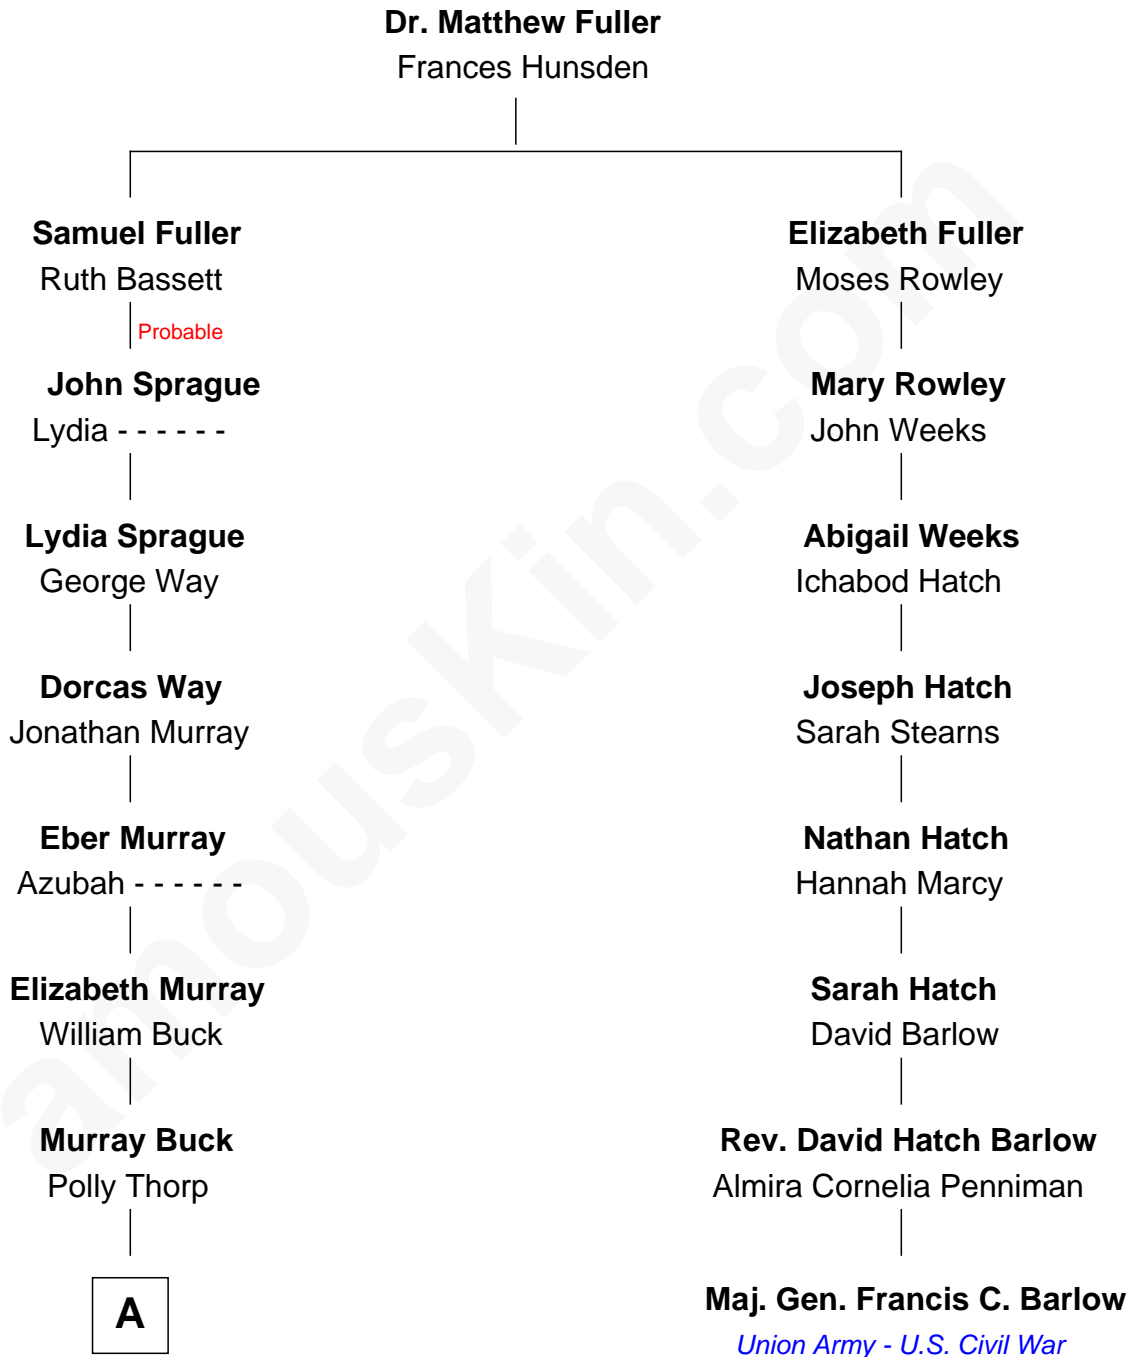 Dr. Matthew Fuller
Frances Hunsden
Samuel Fuller
Ruth Bassett
Probable
John Sprague
Lydia - - - - - -
Lydia Sprague
George Way
Dorcas Way
Jonathan Murray
Eber Murray
Azubah - - - - - -
Elizabeth Murray
William Buck
Murray Buck
Polly Thorp
A
Elizabeth Fuller
Moses Rowley
Mary Rowley
John Weeks
Abigail Weeks
Ichabod Hatch
Joseph Hatch
Sarah Stearns
Nathan Hatch
Hannah Marcy
Sarah Hatch
David Barlow
Rev. David Hatch Barlow
Almira Cornelia Penniman
Maj. Gen. Francis C. Barlow
Union Army - U.S. Civil War
amouskin.com